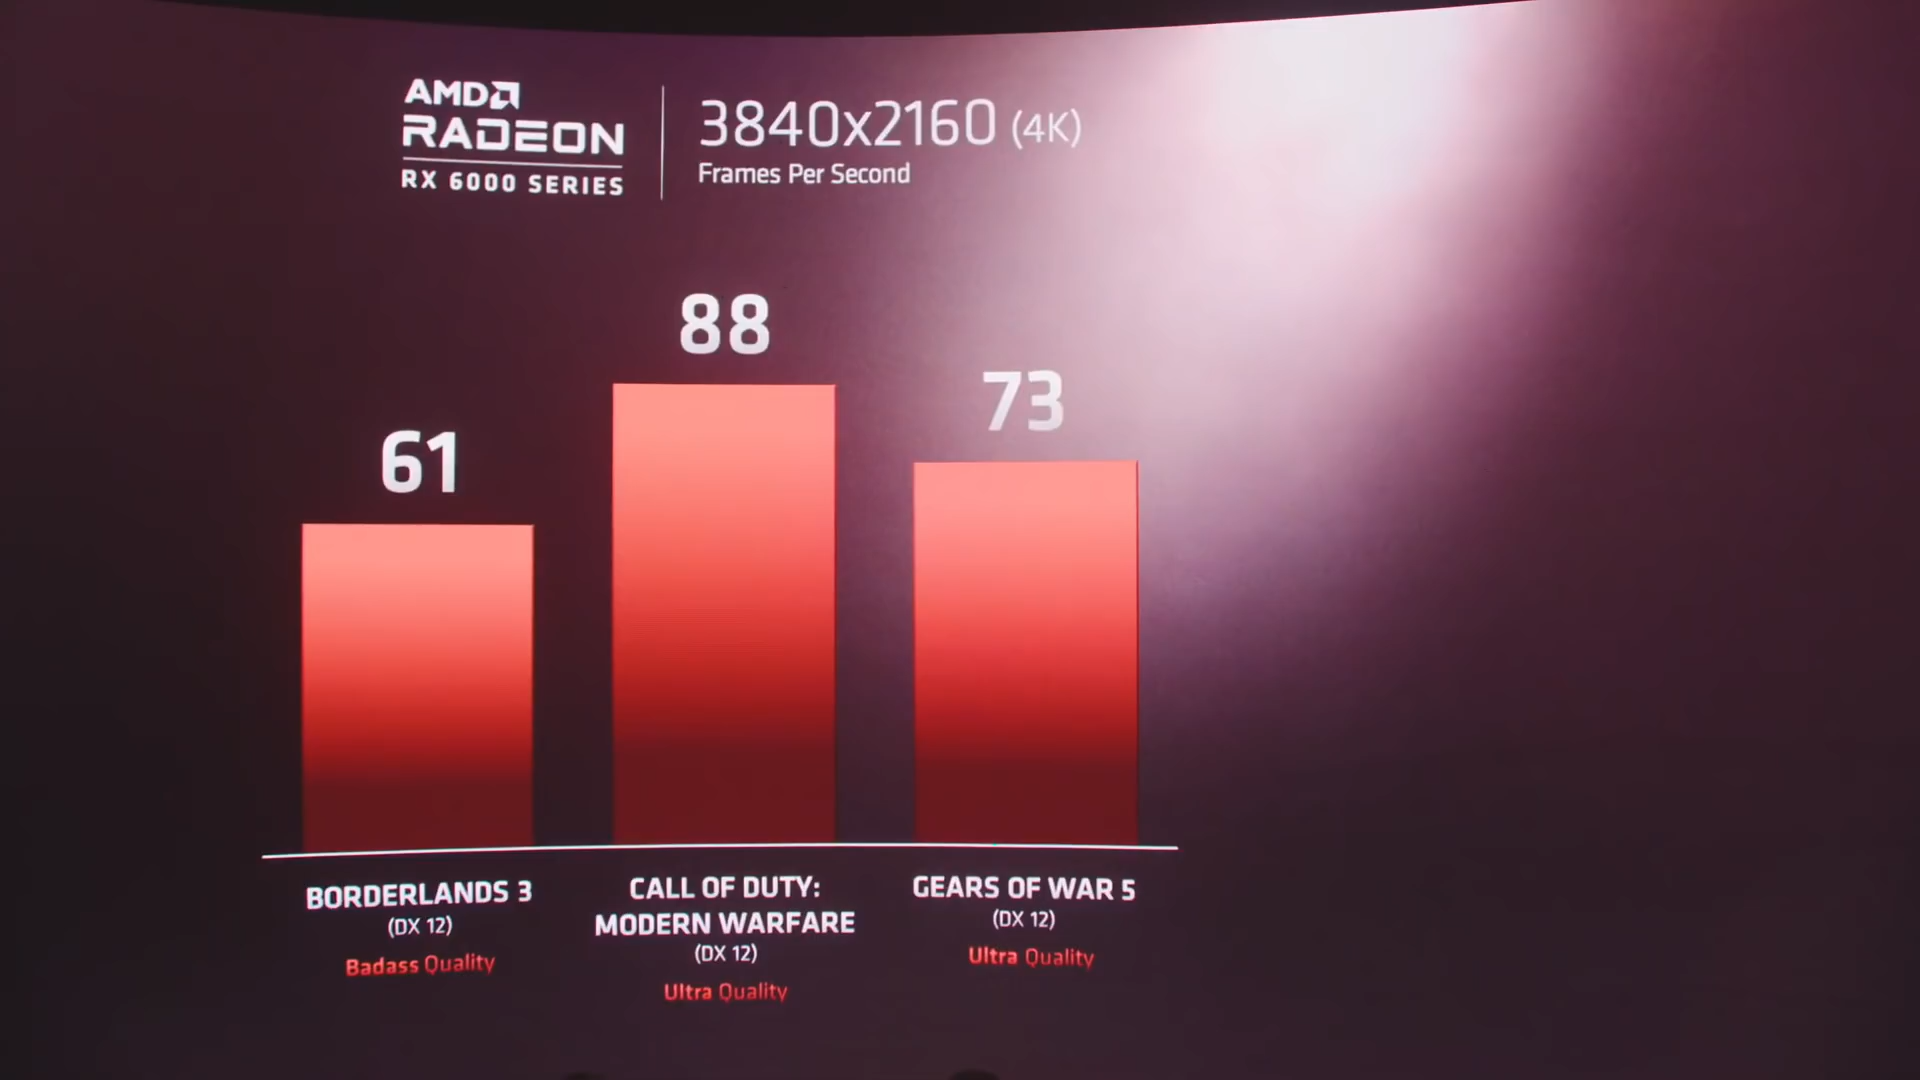 AMD
RADEON
RX 6000 SERIES
3840x2160 (4K)
Frames Per Second
61
88
73
BORDERLANDS 3
(DX 12)
Badass Quality
CALL OF DUTY:
MODERN WARFARE
(DX 12)
Ultra Quality
GEARS OF WAR 5
(DX 12)
Ultra Quality